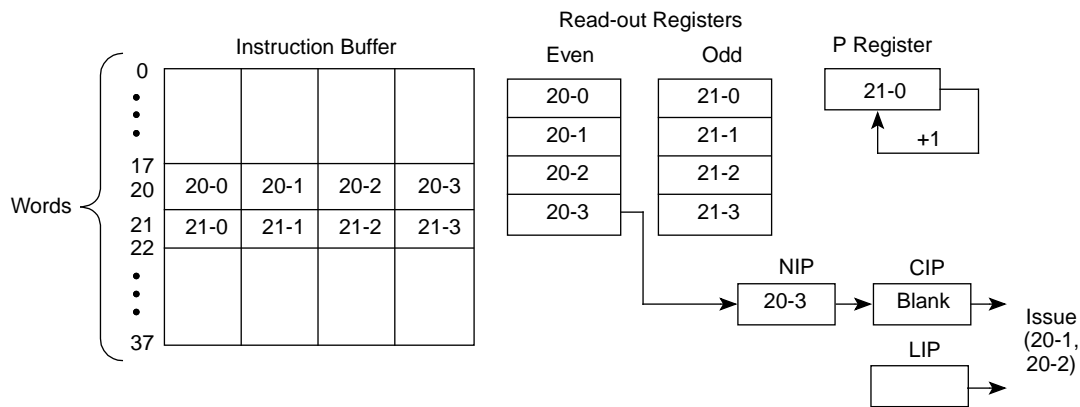 Read-out Registers
Instruction Buffer
Even
Odd
P Register
0
17
20
21
22
37
Words
20-0 20-1 20-2 20-3
21-0 21-1 21-2 21-3
20-0
20-1
20-2
20-3
21-0
21-1
21-2
21-3
21-0
+1
NIP
20-3
CIP
Blank
LIP
Issue
(20-1,
20-2)